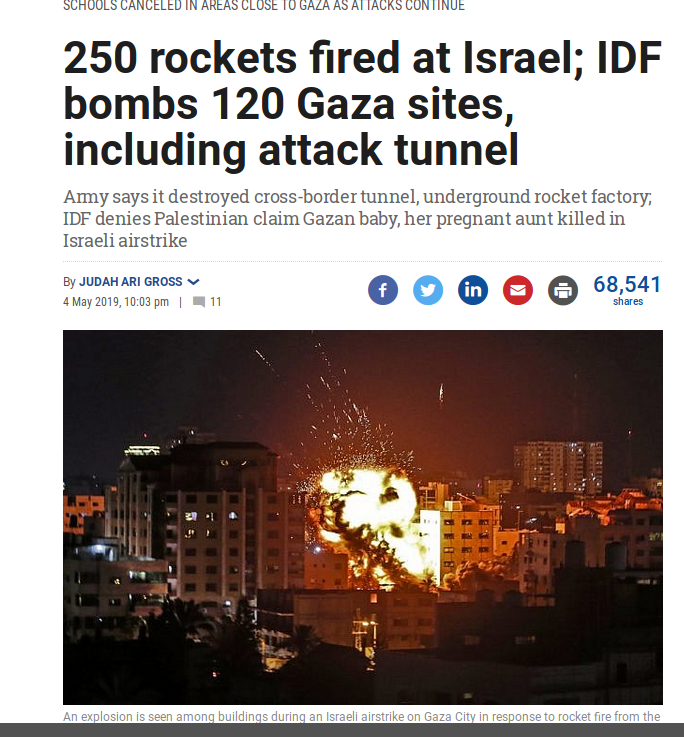 SCHOOLS CANCELED IN AREAS CLOSE TO GAZA AS ATTACKS CONTINUE
250 rockets fired at Israel; IDF
bombs 120 Gaza sites,
including attack tunnel
Army says it destroyed cross-border tunnel, underground rocket factory;
IDF denies Palestinian claim Gazan baby, her pregnant aunt killed in
Israeli airstrike
By JUDAH ARI GROSS
4 May 2019, 10:03 pm | 11
f in 68,541
shares
An explosion is seen among buildings during an Israeli airstrike on Gaza City in response to rocket fire from the